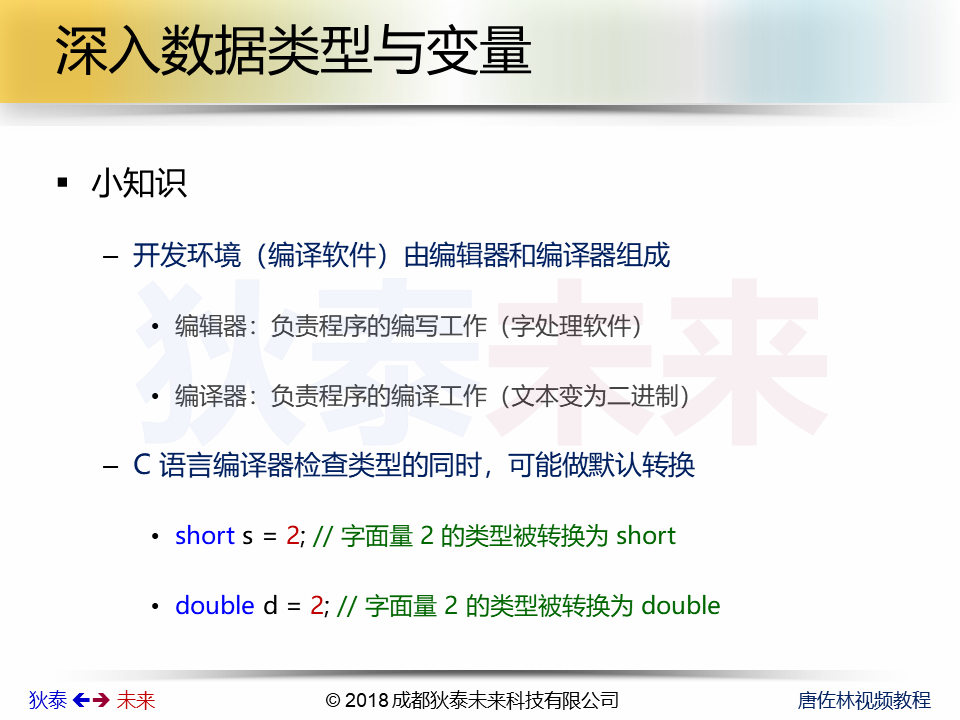 深入数据类型与变量
▪ 小知识
– 开发环境（编译软件）由编辑器和编译器组成
• 编辑器：负责程序的编写工作（字处理软件）
• 编译器：负责程序的编译工作（文本变为二进制）
– C 语言编译器检查类型的同时，可能做默认转换
• short s = 2; // 字面量 2 的类型被转换为 short
• double d = 2; // 字面量 2 的类型被转换为 double
狄泰未来
狄泰 🡸🡺 未来
© 2018 成都狄泰未来科技有限公司
唐佐林视频教程